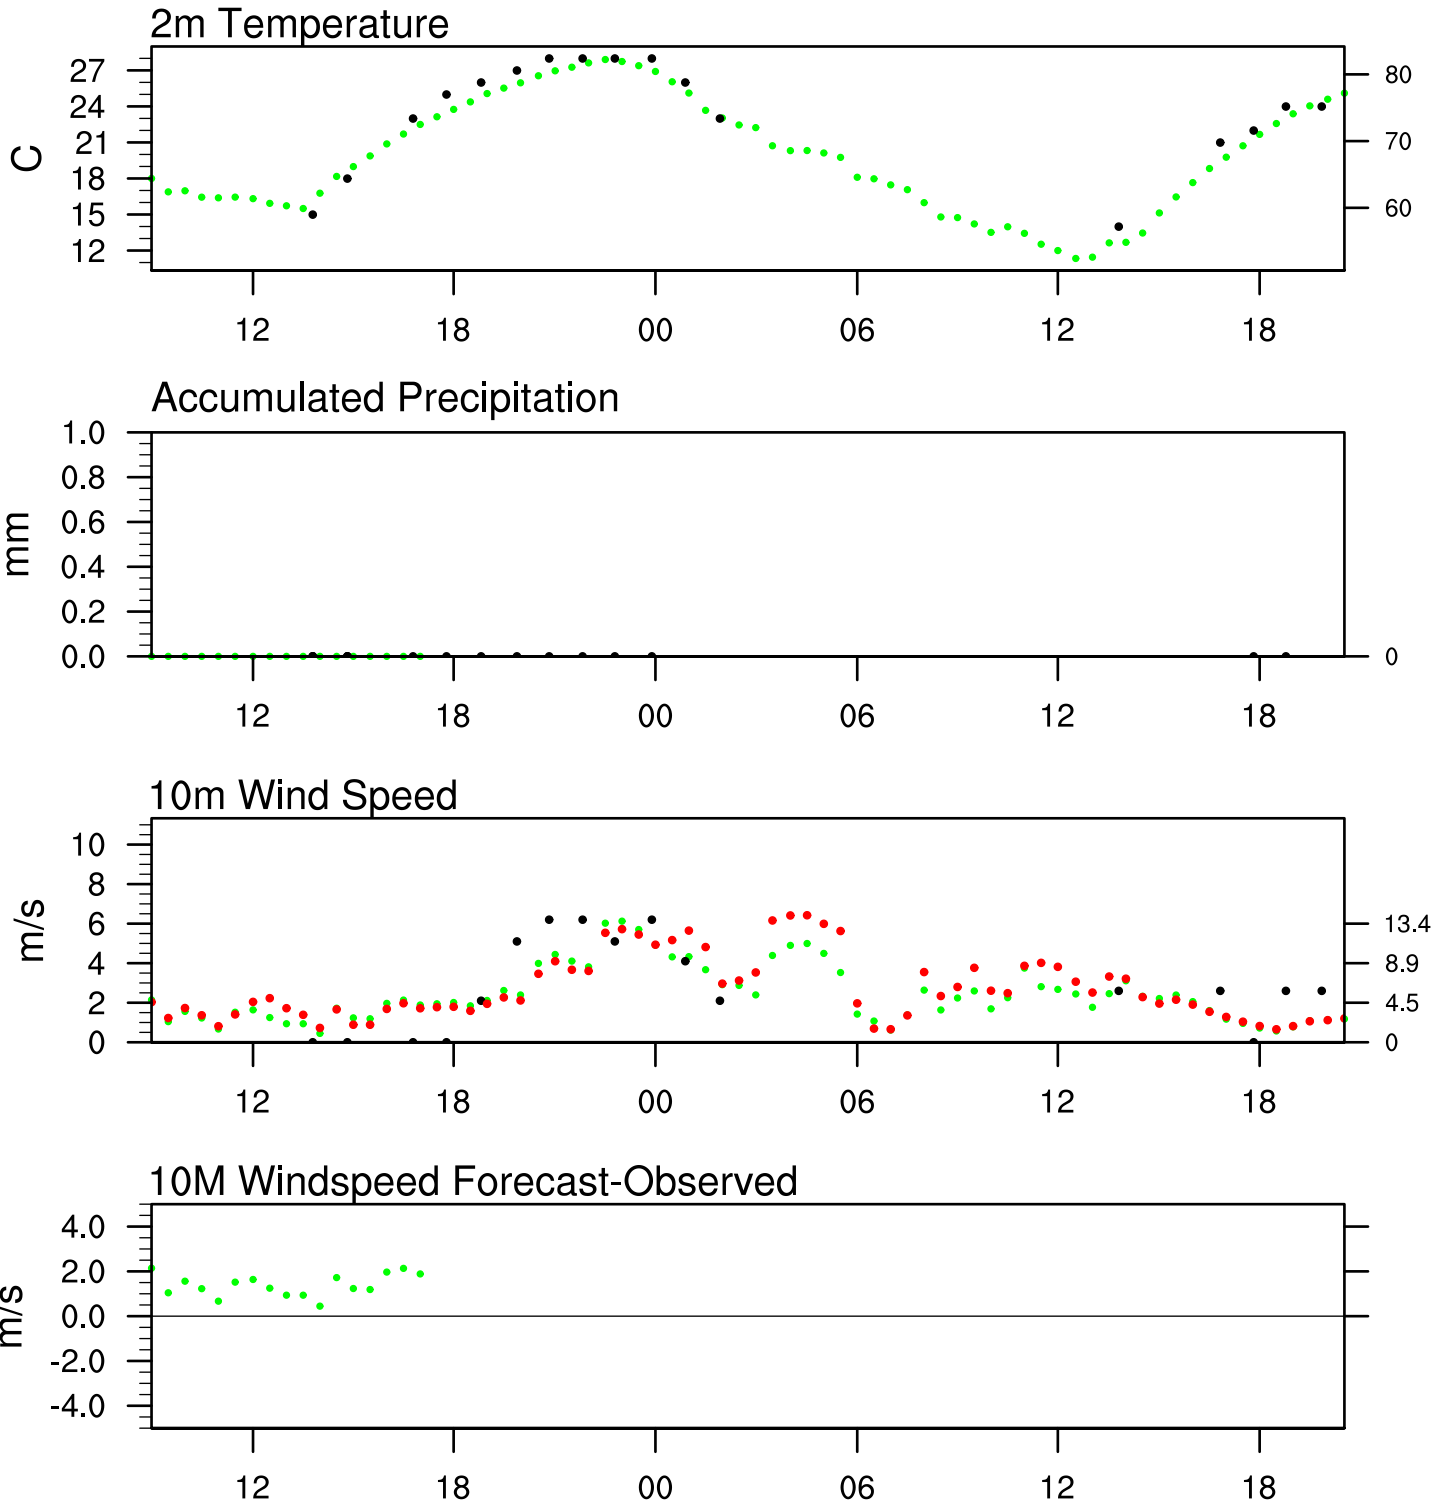 2m Temperature
27
24
21
18
15
12
C
80
70
60
12 18 00 06 12 18
Accumulated Precipitation
1.0
0.8
0.6
0.4
0.2
0.0
mm
0
12 18 00 06 12 18
10m Wind Speed
10
8
6
4
2
0
m/s
13.4
8.9
4.5
0
12 18 00 06 12 18
10M Windspeed Forecast-Observed
4.0
2.0
0.0
-2.0
-4.0
m/s
12 18 00 06 12 18